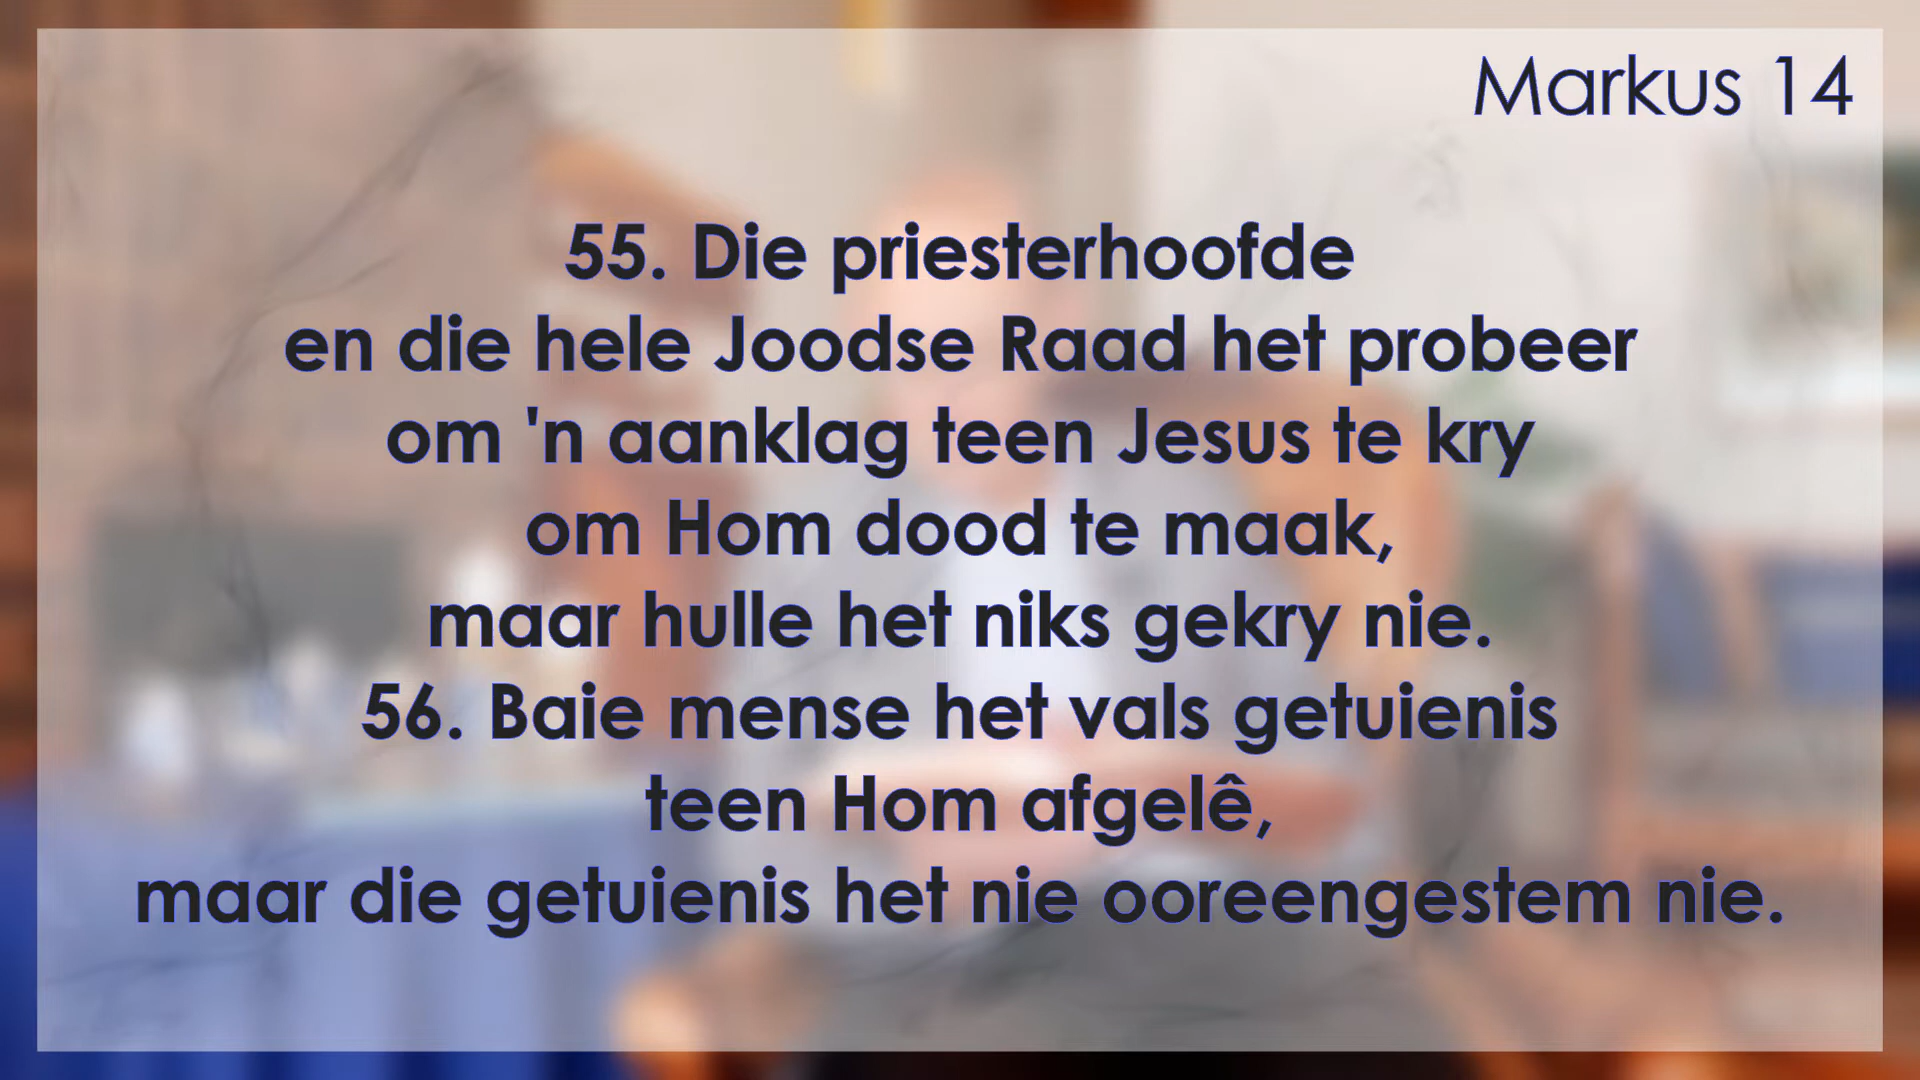 Markus 14
55. Die priesterhoofde
en die hele Joodse Raad het probeer
om 'n aanklag teen Jesus te kry
om Hom dood te maak,
maar hulle het niks gekry nie.
56. Baie mense het vals getuienis
teen Hom afgelê,
maar die getuienis het nie ooreengestem nie.